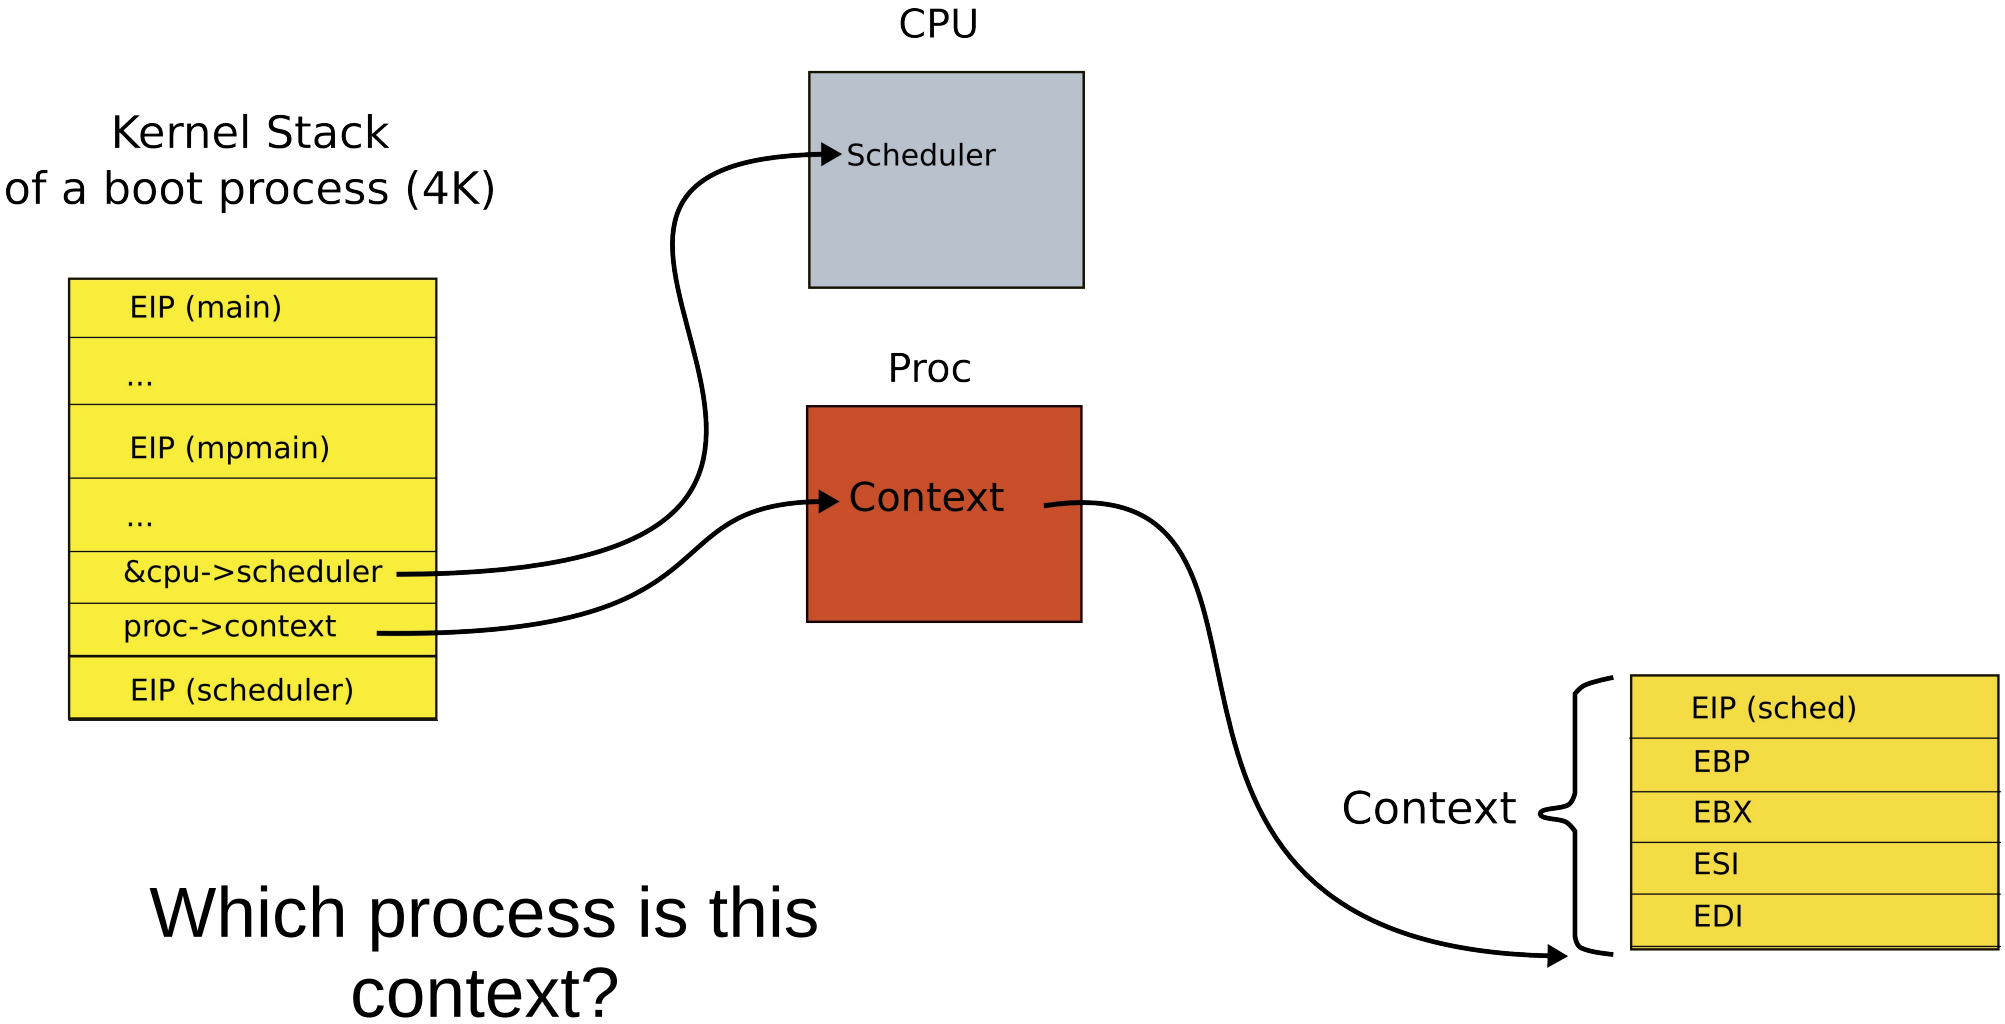 CPU
Kernel Stack
of a boot process (4K)
Scheduler
EIP (main)
...
EIP (mpmain)
...
&cpu->scheduler
proc->context
EIP (scheduler)
Proc
Context
Context
EIP (sched)
EBP
EBX
ESI
EDI
Which process is this
context?